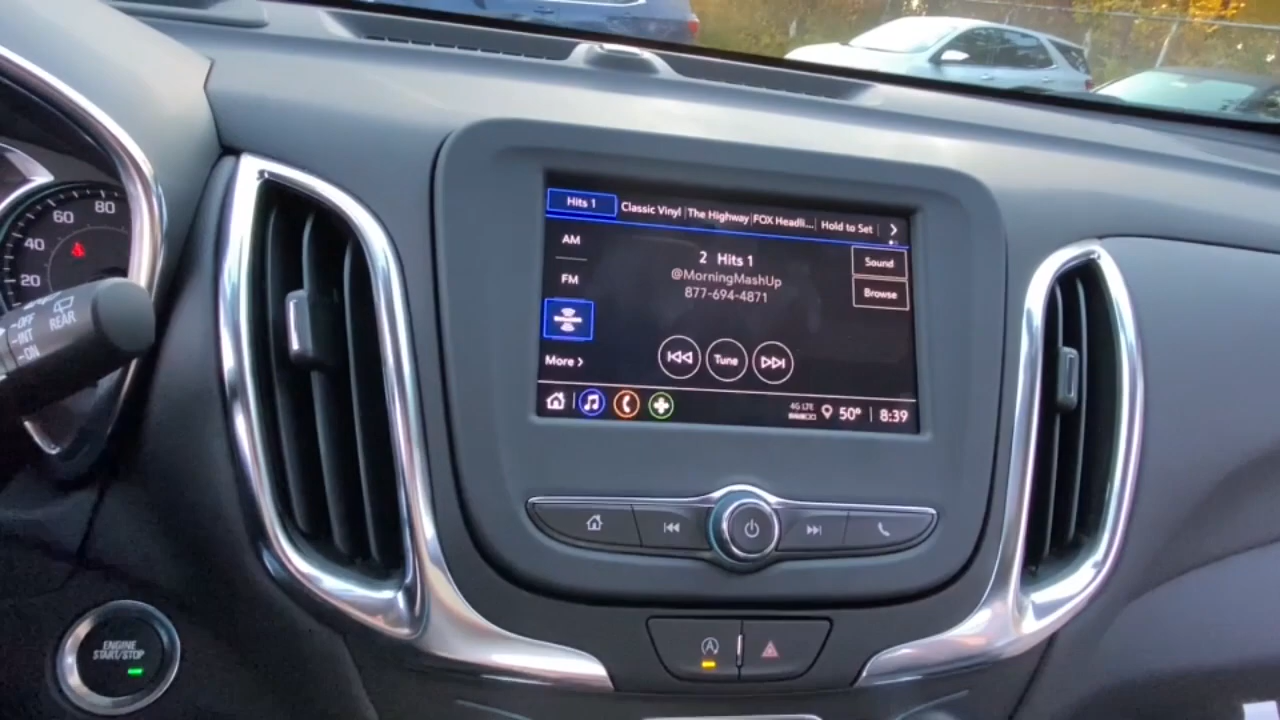 Hits 1
Classic Vinyl
The Highway
FOX Headli...
Hold to Set
AM
FM
More
2 Hits 1
@MorningMashUp
877-694-4871
Sound
Browse
Tune
4G LTE
50°
8:39
80
60
40
20
REAR
OFF
INT
ON
ENGINE
START/STOP
A